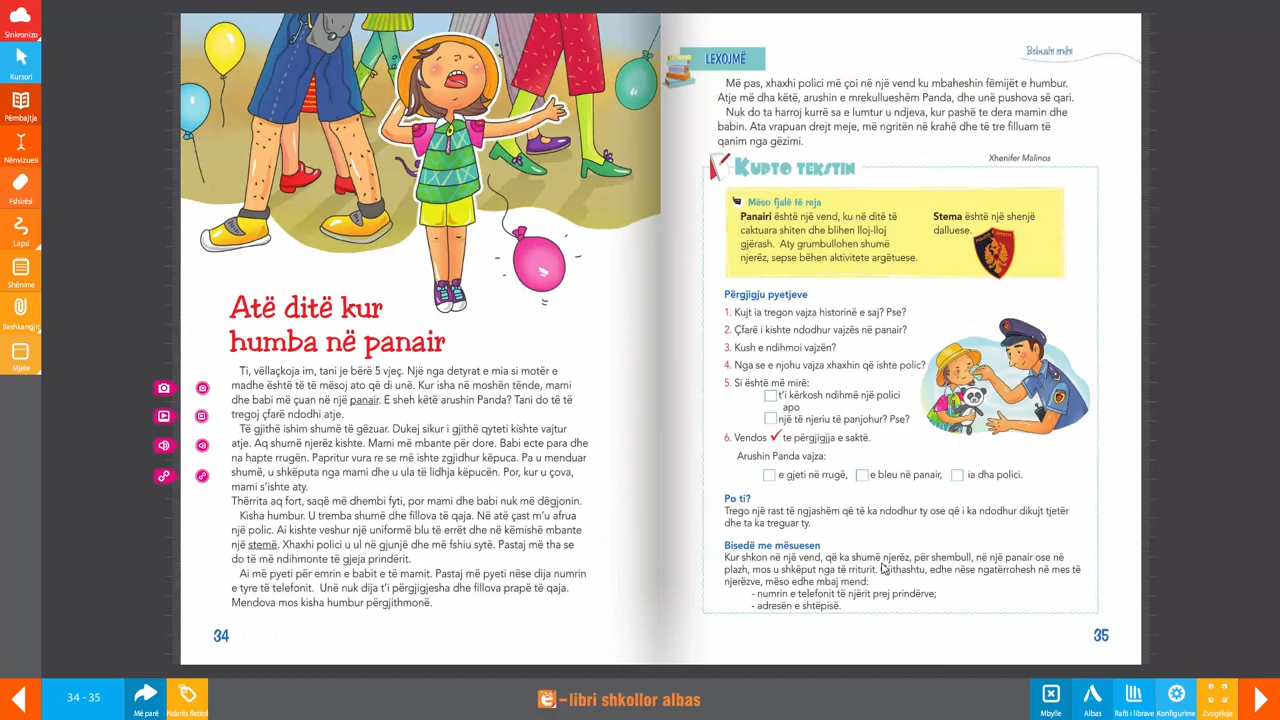 Sinkronizo
Kursori
Përmbajtja
Nënvizuesi
Fshirësi
Lapsi
Shënime
Bashkangjit
Mjete
Atë ditë kur
humba në panair
Ti, vëllaçkoja im, tani je bërë 5 vjeç. Një nga detyrat e mia si motër e
madhe është të të mësoj ato që di unë. Kur isha në moshën tënde, mami
dhe babi më çuan në një panair. E sheh këtë arushin Panda? Tani do të të
tregoj çfarë ndodhi atje.
Të gjithë ishim shumë të gëzuar. Dukej sikur i gjithë qyteti kishte vajtur
atje. Aq shumë njerëz kishte. Mami më mbante për dore. Babi ecte para dhe
na hapte rrugën. Papritur vura re se më ishte zgjidhur këpuca. Pa u menduar
shumë, u shkëputa nga mami dhe u ula të lidhja këpucën. Por, kur u çova,
mami s'ishte aty.
Thërrita aq fort, saqë më dhembi fyti, por mami dhe babi nuk më dëgjonin.
Kisha humbur. U tremba shumë dhe fillova të qaja. Në atë çast m'u afrua
një polic. Ai kishte veshur një uniformë blu të errët dhe në këmishë mbante
një stemë. Xhaxhi polici u ul në gjunjë dhe më fshiu sytë. Pastaj më tha se
do të më ndihmonte të gjeja prindërit.
Ai më pyeti për emrin e babit e të mamit. Pastaj më pyeti nëse dija numrin
e tyre të telefonit. Unë nuk dija t'i përgjigjesha dhe fillova prapë të qaja.
Mendova mos kisha humbur përgjithmonë.
34
LEXOJMË
Bobushi endhi
Më pas, xhaxhi polici më çoi në një vend ku mbaheshin fëmijët e humbur.
Atje më dha këtë, arushin e mrekullueshëm Panda, dhe unë pushova së qari.
Nuk do ta harroj kurrë sa e lumtur u ndjeva, kur pashë te dera mamin dhe
babin. Ata vrapuan drejt meje, më ngritën në krahë dhe të tre filluam të
qanim nga gëzimi.
Xhenifer Malinos
KUPTO TEKSTIN
Mëso fjalë të reja
Panairi është një vend, ku në ditë të
caktuara shiten dhe blihen lloj-lloj
gjërash. Aty grumbullohen shumë
njerëz, sepse bëhen aktivitete argëtuese.
Stema është një shenjë
dalluese.
Përgjigju pyetjeve
1. Kujt ia tregon vajza historinë e saj? Pse?
2. Çfarë i kishte ndodhur vajzës në panair?
3. Kush e ndihmoi vajzën?
4. Nga se e njohu vajza xhaxhin që ishte polic?
5. Si është më mirë:
t'i kërkosh ndihmë një polici
apo
një të njeriu të panjohur? Pse?
6. Vendos ✓ te përgjigjja e saktë.
Arushin Panda vajza:
e gjeti në rrugë, e bleu në panair, ia dha polici.
Po ti?
Trego një rast të ngjashëm që të ka ndodhur ty ose që i ka ndodhur dikujt tjetër
dhe ta ka treguar ty.
Bisedë me mësuesen
Kur shkon në një vend, që ka shumë njerëz, për shembull, në një panair ose në
plazh, mos u shkëput nga të rriturit. Gjithashtu, edhe nëse ngatërrohesh në mes të
njerëzve, mëso edhe mbaj mend:
- numrin e telefonit të njërit prej prindërve;
- adresën e shtëpisë.
35
34 - 35
Më parë
Ndarës fletësh
e-libri shkollor albas
Mbylle
Albas
Rafti i librave
Konfigurime
Zvogëloje